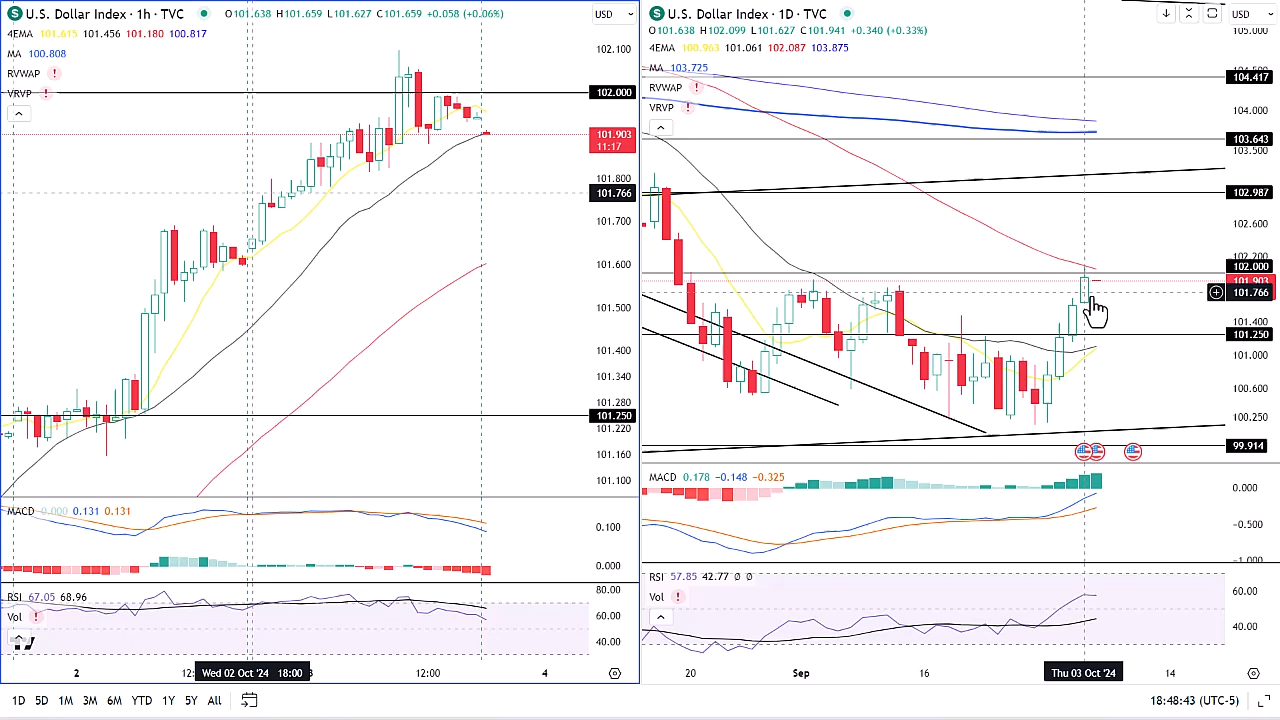 U.S. Dollar Index · 1h · TVC O101.638 H101.659 L101.627 C101.659 +0.058 (+0.06%) USD
4EMA 101.615 101.456 101.180 100.817
MA 100.808
RVWAP !
VRVP !
102.100
102.000
101.903
11:17
101.800
101.766
101.700
101.600
101.500
101.400
101.340
101.280
101.250
101.220
101.160
101.100
MACD 0.000 0.131 0.131
0.100
0.000
RSI 67.05 68.96
Vol !
80.00
60.00
40.00
2 12: Wed 02 Oct '24 18:00 3 12:00 4
U.S. Dollar Index · 1D · TVC USD
O101.638 H102.099 L101.627 C101.941 +0.340 (+0.33%)
4EMA 100.963 101.061 102.087 103.875
MA 103.725
RVWAP !
VRVP !
105.000
104.417
104.000
103.643
103.500
102.987
102.600
102.200
102.000
101.903
101.766
101.400
101.250
101.000
100.600
100.250
99.914
MACD 0.178 −0.148 −0.325
0.000
−0.500
−1.000
RSI 57.85 42.77 ∅ ∅
Vol !
60.00
40.00
20 Sep 16 Thu 03 Oct '24 14
1D 5D 1M 3M 6M YTD 1Y 5Y All 18:48:43 (UTC-5)